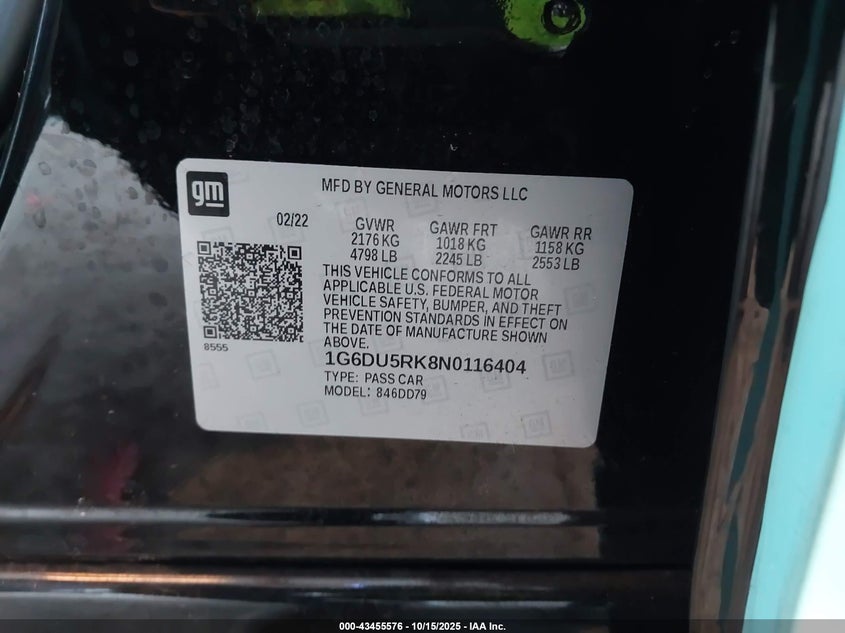 gm
MFD BY GENERAL MOTORS LLC
02/22
GVWR GAWR FRT GAWR RR
2176 KG 1018 KG 1158 KG
4798 LB 2245 LB 2553 LB
THIS VEHICLE CONFORMS TO ALL
APPLICABLE U.S. FEDERAL MOTOR
VEHICLE SAFETY, BUMPER, AND THEFT
PREVENTION STANDARDS IN EFFECT ON
THE DATE OF MANUFACTURE SHOWN
ABOVE.
8555
1G6DU5RK8N0116404
TYPE: PASS CAR
MODEL: 846DD79
000-43455576 - 10/15/2025 - IAA Inc.